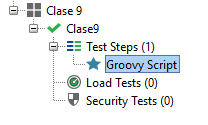 Clase 9
Clase9
Test Steps (1)
Groovy Script
Load Tests (0)
Security Tests (0)